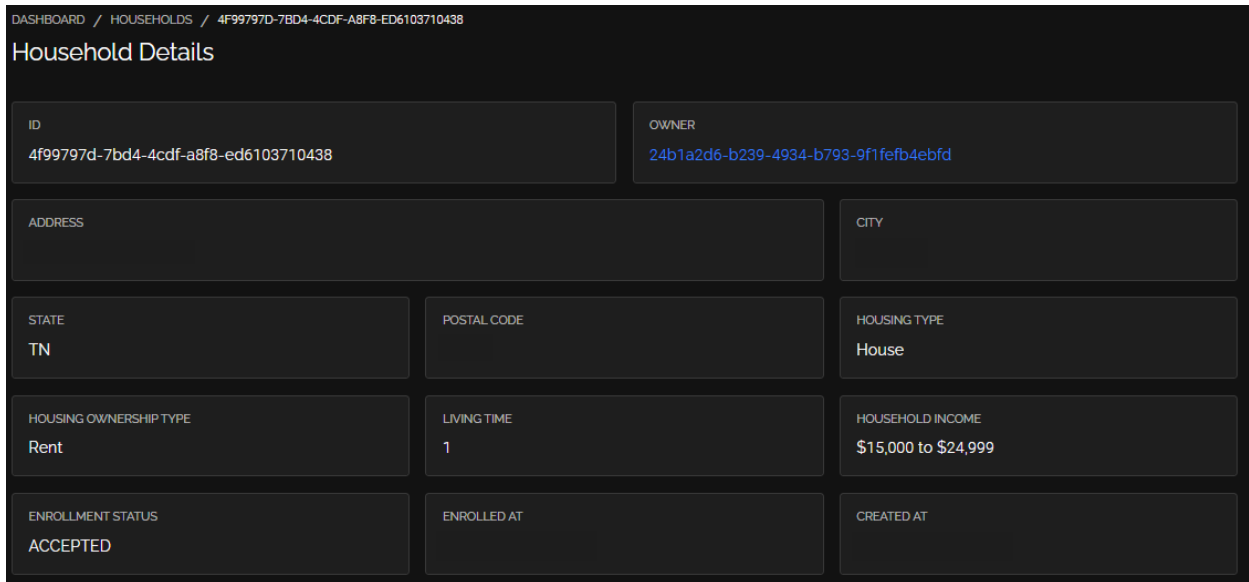 DASHBOARD / HOUSEHOLDS / 4F99797D-7BD4-4CDF-A8F8-ED6103710438
Household Details
ID
4f99797d-7bd4-4cdf-a8f8-ed6103710438
OWNER
24b1a2d6-b239-4934-b793-9f1fefb4ebfd
ADDRESS
CITY
STATE
TN
POSTAL CODE
HOUSING TYPE
House
HOUSING OWNERSHIP TYPE
Rent
LIVING TIME
1
HOUSEHOLD INCOME
$15,000 to $24,999
ENROLLMENT STATUS
ACCEPTED
ENROLLED AT
CREATED AT